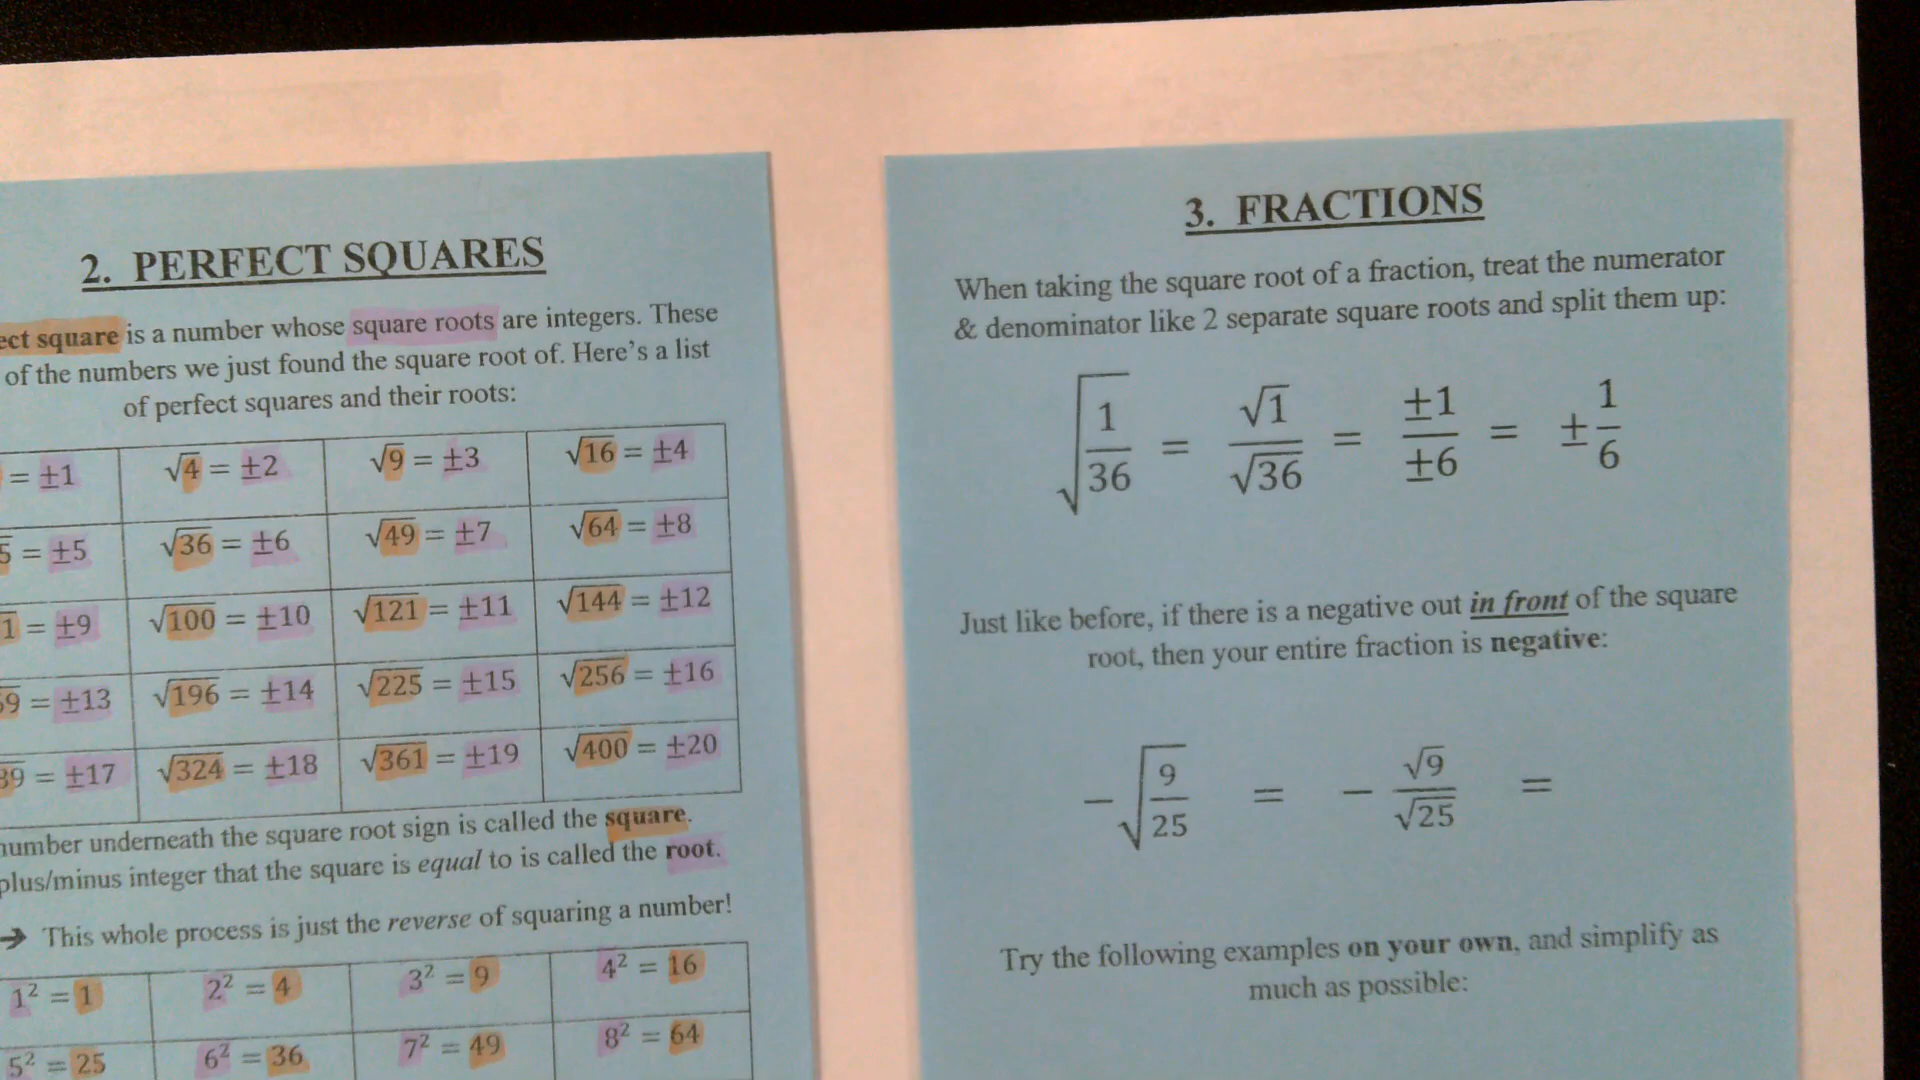 2. PERFECT SQUARES
ect square is a number whose square roots are integers. These
of the numbers we just found the square root of. Here's a list
of perfect squares and their roots:
= ±1 √4 = ±2 √9 = ±3 √16 = ±4
5 = ±5 √36 = ±6 √49 = ±7 √64 = ±8
1 = ±9 √100 = ±10 √121 = ±11 √144 = ±12
69 = ±13 √196 = ±14 √225 = ±15 √256 = ±16
89 = ±17 √324 = ±18 √361 = ±19 √400 = ±20
number underneath the square root sign is called the square.
plus/minus integer that the square is equal to is called the root.
→ This whole process is just the reverse of squaring a number!
1² = 1 2² = 4 3² = 9 4² = 16
5² = 25 6² = 36 7² = 49 8² = 64
3. FRACTIONS
When taking the square root of a fraction, treat the numerator
& denominator like 2 separate square roots and split them up:
√(1/36) = √1/√36 = ±1/±6 = ±1/6
Just like before, if there is a negative out in front of the square
root, then your entire fraction is negative:
−√(9/25) = −√9/√25 =
Try the following examples on your own, and simplify as
much as possible: